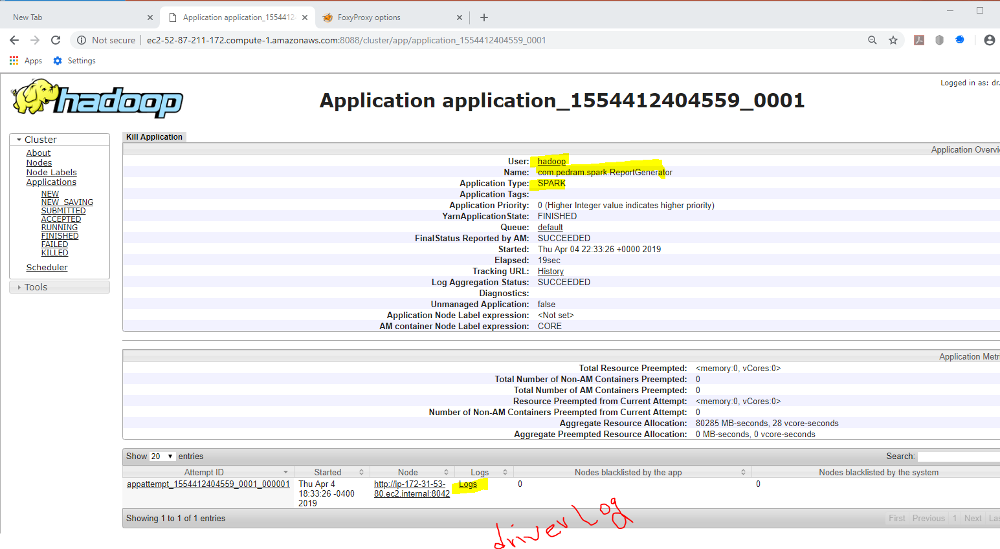 New Tab
Application application_155441240
FoxyProxy options
Not secure
ec2-52-87-211-172.compute-1.amazonaws.com:8088/cluster/app/application_1554412404559_0001
Apps
Settings
hadoop
Application application_1554412404559_0001
Logged in as: dr.
Cluster
About
Nodes
Node Labels
Applications
NEW
NEW_SAVING
SUBMITTED
ACCEPTED
RUNNING
FINISHED
FAILED
KILLED
Scheduler
Tools
Kill Application
Application Overvi
User: hadoop
Name: com.pedram.spark.ReportGenerator
Application Type: SPARK
Application Tags:
Application Priority: 0 (Higher Integer value indicates higher priority)
YarnApplicationState: FINISHED
Queue: default
FinalStatus Reported by AM: SUCCEEDED
Started: Thu Apr 04 22:33:26 +0000 2019
Elapsed: 19sec
Tracking URL: History
Log Aggregation Status: SUCCEEDED
Diagnostics:
Unmanaged Application: false
Application Node Label expression: <Not set>
AM container Node Label expression: CORE
Application Metr
Total Resource Preempted: <memory:0, vCores:0>
Total Number of Non-AM Containers Preempted: 0
Total Number of AM Containers Preempted: 0
Resource Preempted from Current Attempt: <memory:0, vCores:0>
Number of Non-AM Containers Preempted from Current Attempt: 0
Aggregate Resource Allocation: 80285 MB-seconds, 28 vcore-seconds
Aggregate Preempted Resource Allocation: 0 MB-seconds, 0 vcore-seconds
Show 20 entries
Search:
Attempt ID Started Node Logs Nodes blacklisted by the app Nodes blacklisted by the system
appattempt_1554412404559_0001_000001 Thu Apr 4 http://ip-172-31-53- Logs 0 0
18:33:26 -0400 80.ec2.internal:8042
2019
Showing 1 to 1 of 1 entries
First Previous 1 Next Las
driver Log